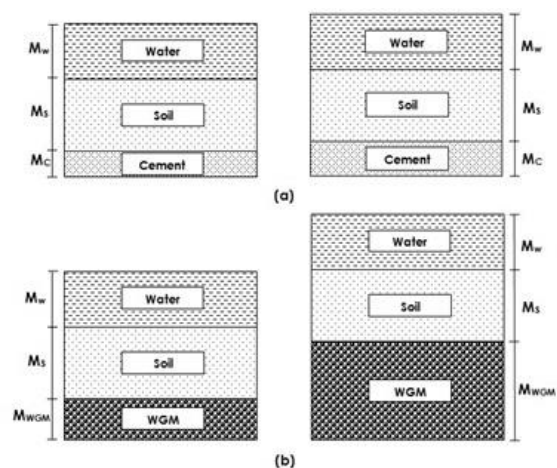 Mw
Water
Ms
Soil
Mc
Cement
Water
Mw
Soil
Ms
Cement
Mc
(a)
Mw
Water
Ms
Soil
MWGM
WGM
Water
Mw
Soil
Ms
WGM
MWGM
(b)